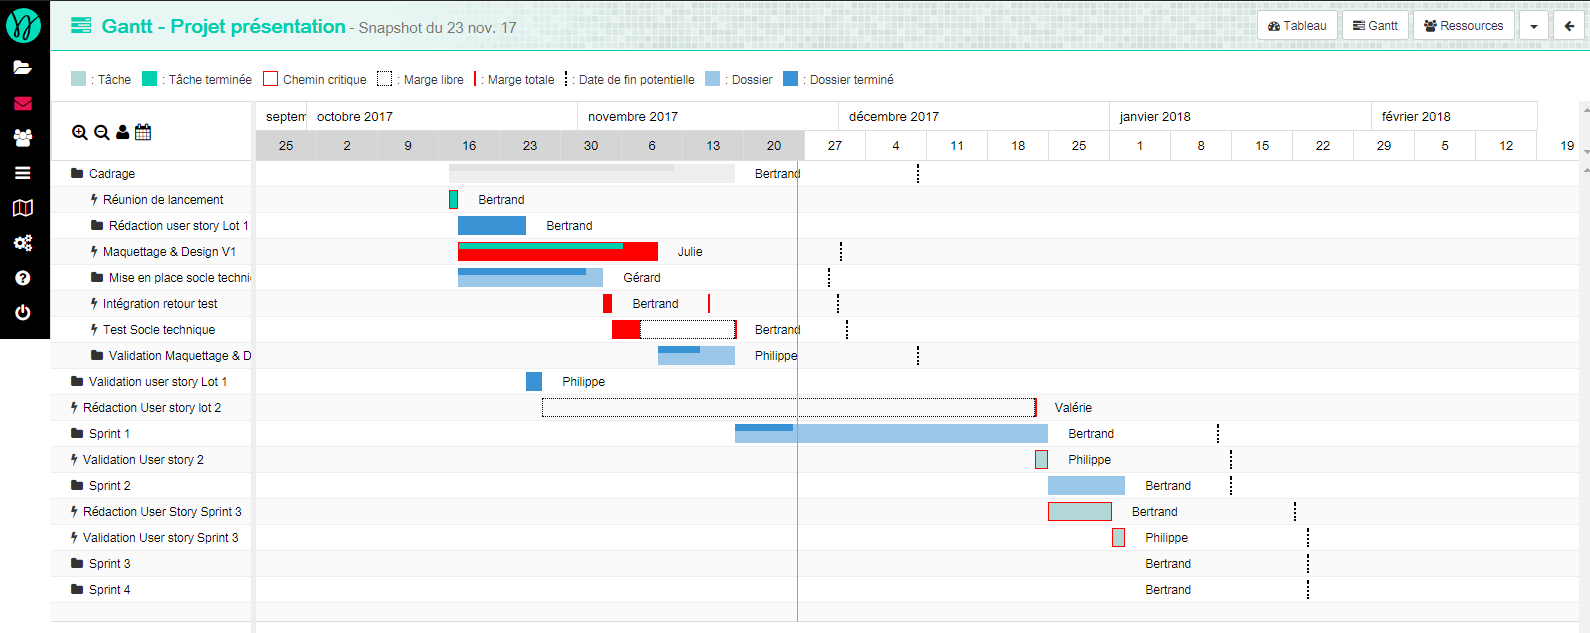 Gantt - Projet présentation - Snapshot du 23 nov. 17
Tableau
Gantt
Ressources
: Tâche
: Tâche terminée
Chemin critique
: Marge libre
: Marge totale
: Date de fin potentielle
: Dossier
: Dossier terminé
septem octobre 2017 novembre 2017 décembre 2017 janvier 2018 février 2018
25 2 9 16 23 30 6 13 20 27 4 11 18 25 1 8 15 22 29 5 12 19
Cadrage Bertrand
Réunion de lancement Bertrand
Rédaction user story Lot 1 Bertrand
Maquettage & Design V1 Julie
Mise en place socle techni Gérard
Intégration retour test Bertrand
Test Socle technique Bertrand
Validation Maquettage & D Philippe
Validation user story Lot 1 Philippe
Rédaction User story lot 2 Valérie
Sprint 1 Bertrand
Validation User story 2 Philippe
Sprint 2 Bertrand
Rédaction User Story Sprint 3 Bertrand
Validation User story Sprint 3 Philippe
Sprint 3 Bertrand
Sprint 4 Bertrand